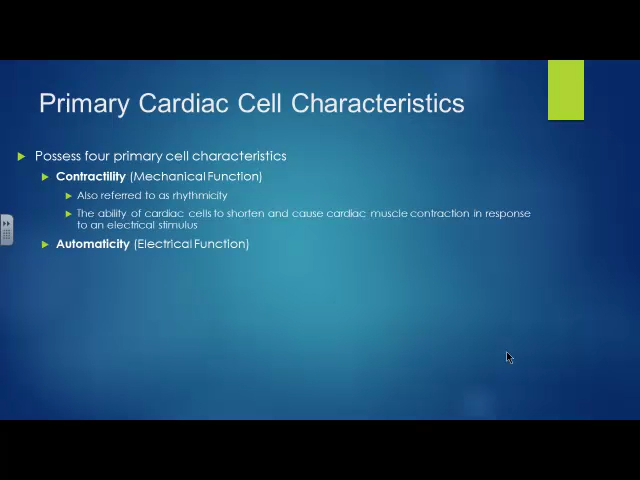 Primary Cardiac Cell Characteristics
Possess four primary cell characteristics
Contractility (Mechanical Function)
Also referred to as rhythmicity
The ability of cardiac cells to shorten and cause cardiac muscle contraction in response
to an electrical stimulus
Automaticity (Electrical Function)